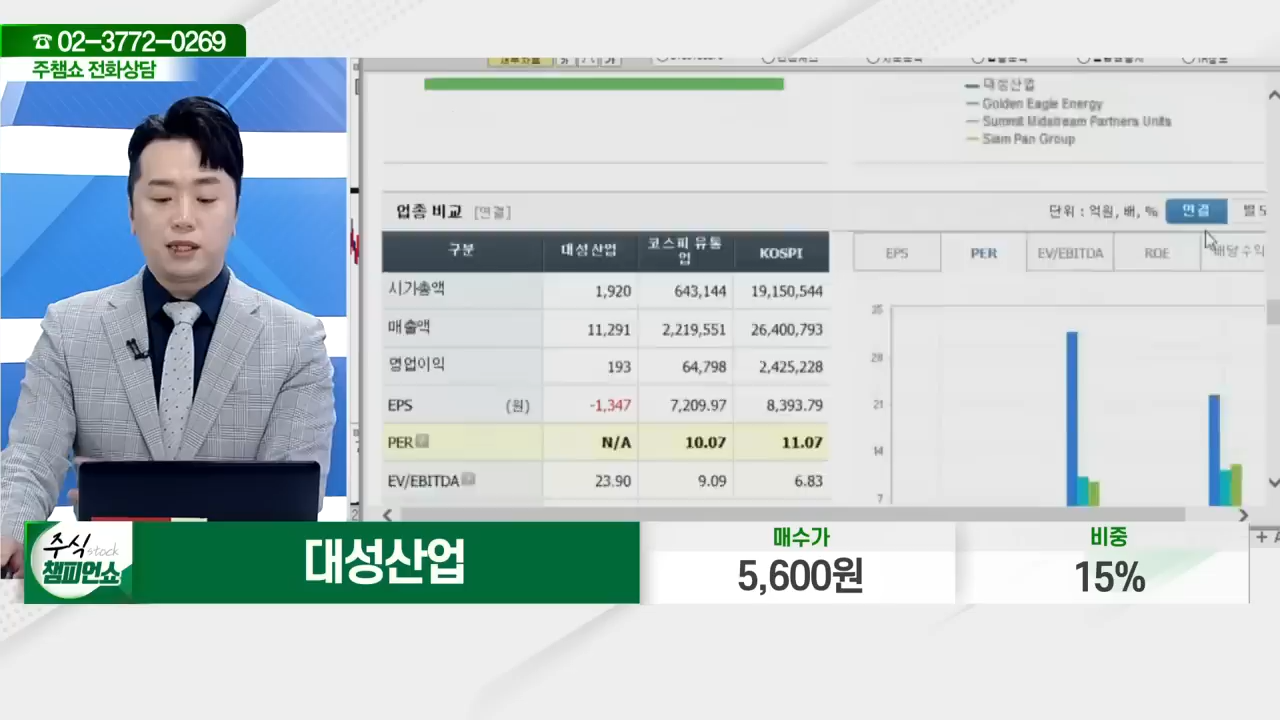 ☎ 02-3772-0269
주챔쇼 전화상담
대성산업
Golden Eagle Energy
Summit Midstream Partners Units
Siam Pan Group
업종 비교 [연결]
단위 : 억원, 배, % 연결 별도
구분 대성산업 코스피 유통업 KOSPI
시가총액 1,920 643,144 19,150,544
매출액 11,291 2,219,551 26,400,793
영업이익 193 64,798 2,425,228
EPS (원) -1,347 7,209.97 8,393.79
PER N/A 10.07 11.07
EV/EBITDA 23.90 9.09 6.83
EPS PER EV/EBITDA ROE 배당수익
35
28
21
14
7
주식 stock
챔피언쇼
대성산업
매수가
5,600원
비중
15%